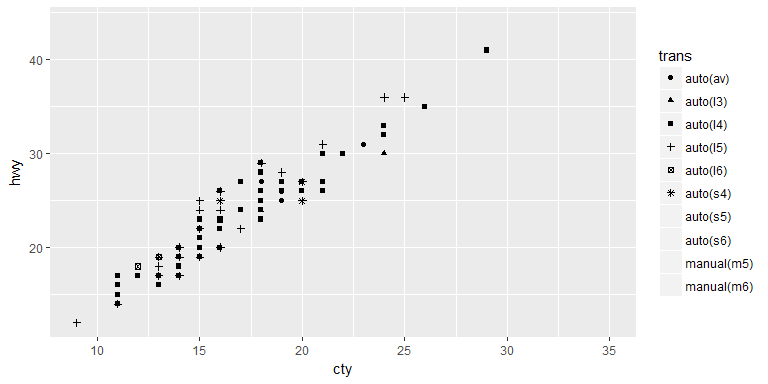 hwy
40
30
20
10 15 20 25 30 35
cty
trans
auto(av)
auto(l3)
auto(l4)
auto(l5)
auto(l6)
auto(s4)
auto(s5)
auto(s6)
manual(m5)
manual(m6)